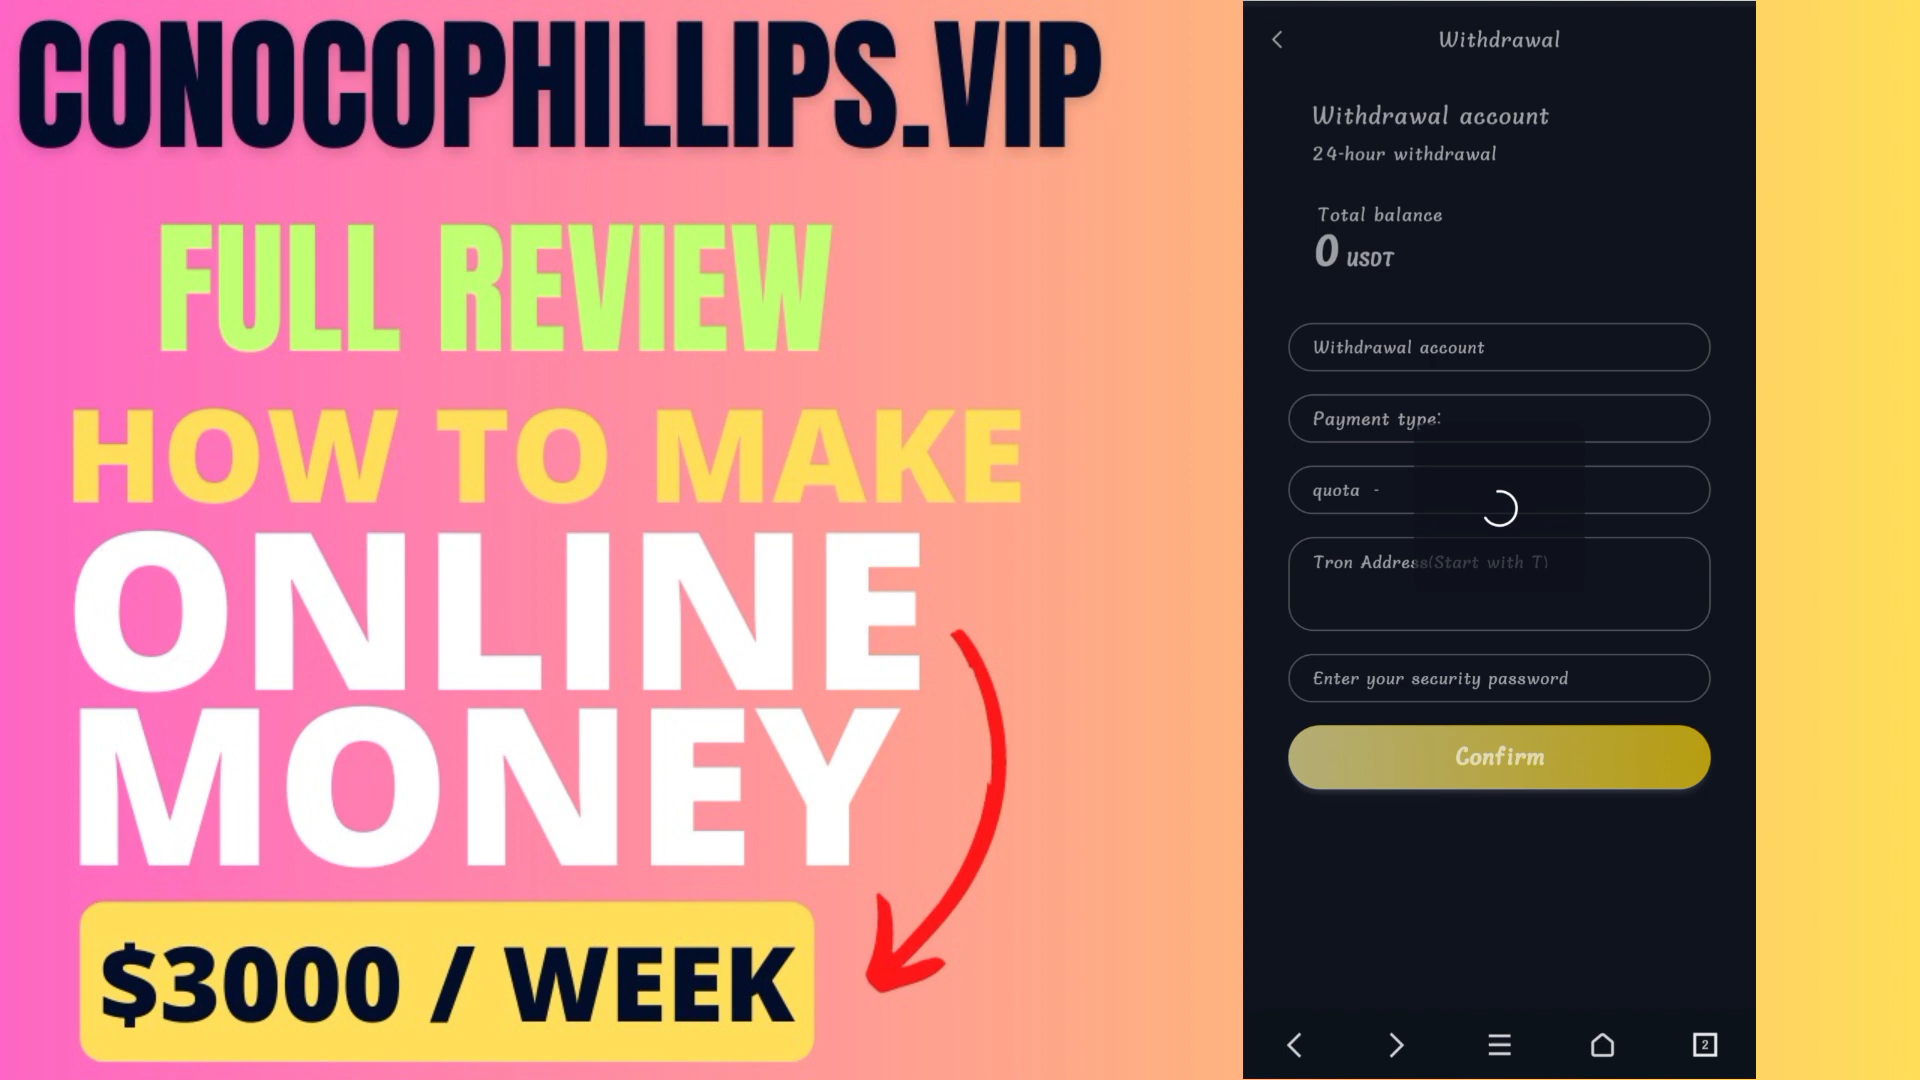 CONOCOPHILLIPS.VIP
FULL REVIEW
HOW TO MAKE
ONLINE
MONEY
$3000 / WEEK
Withdrawal
Withdrawal account
24-hour withdrawal
Total balance
0 USDT
Withdrawal account
Payment type:
quota -
Tron Address(Start with T)
Enter your security password
Confirm
2